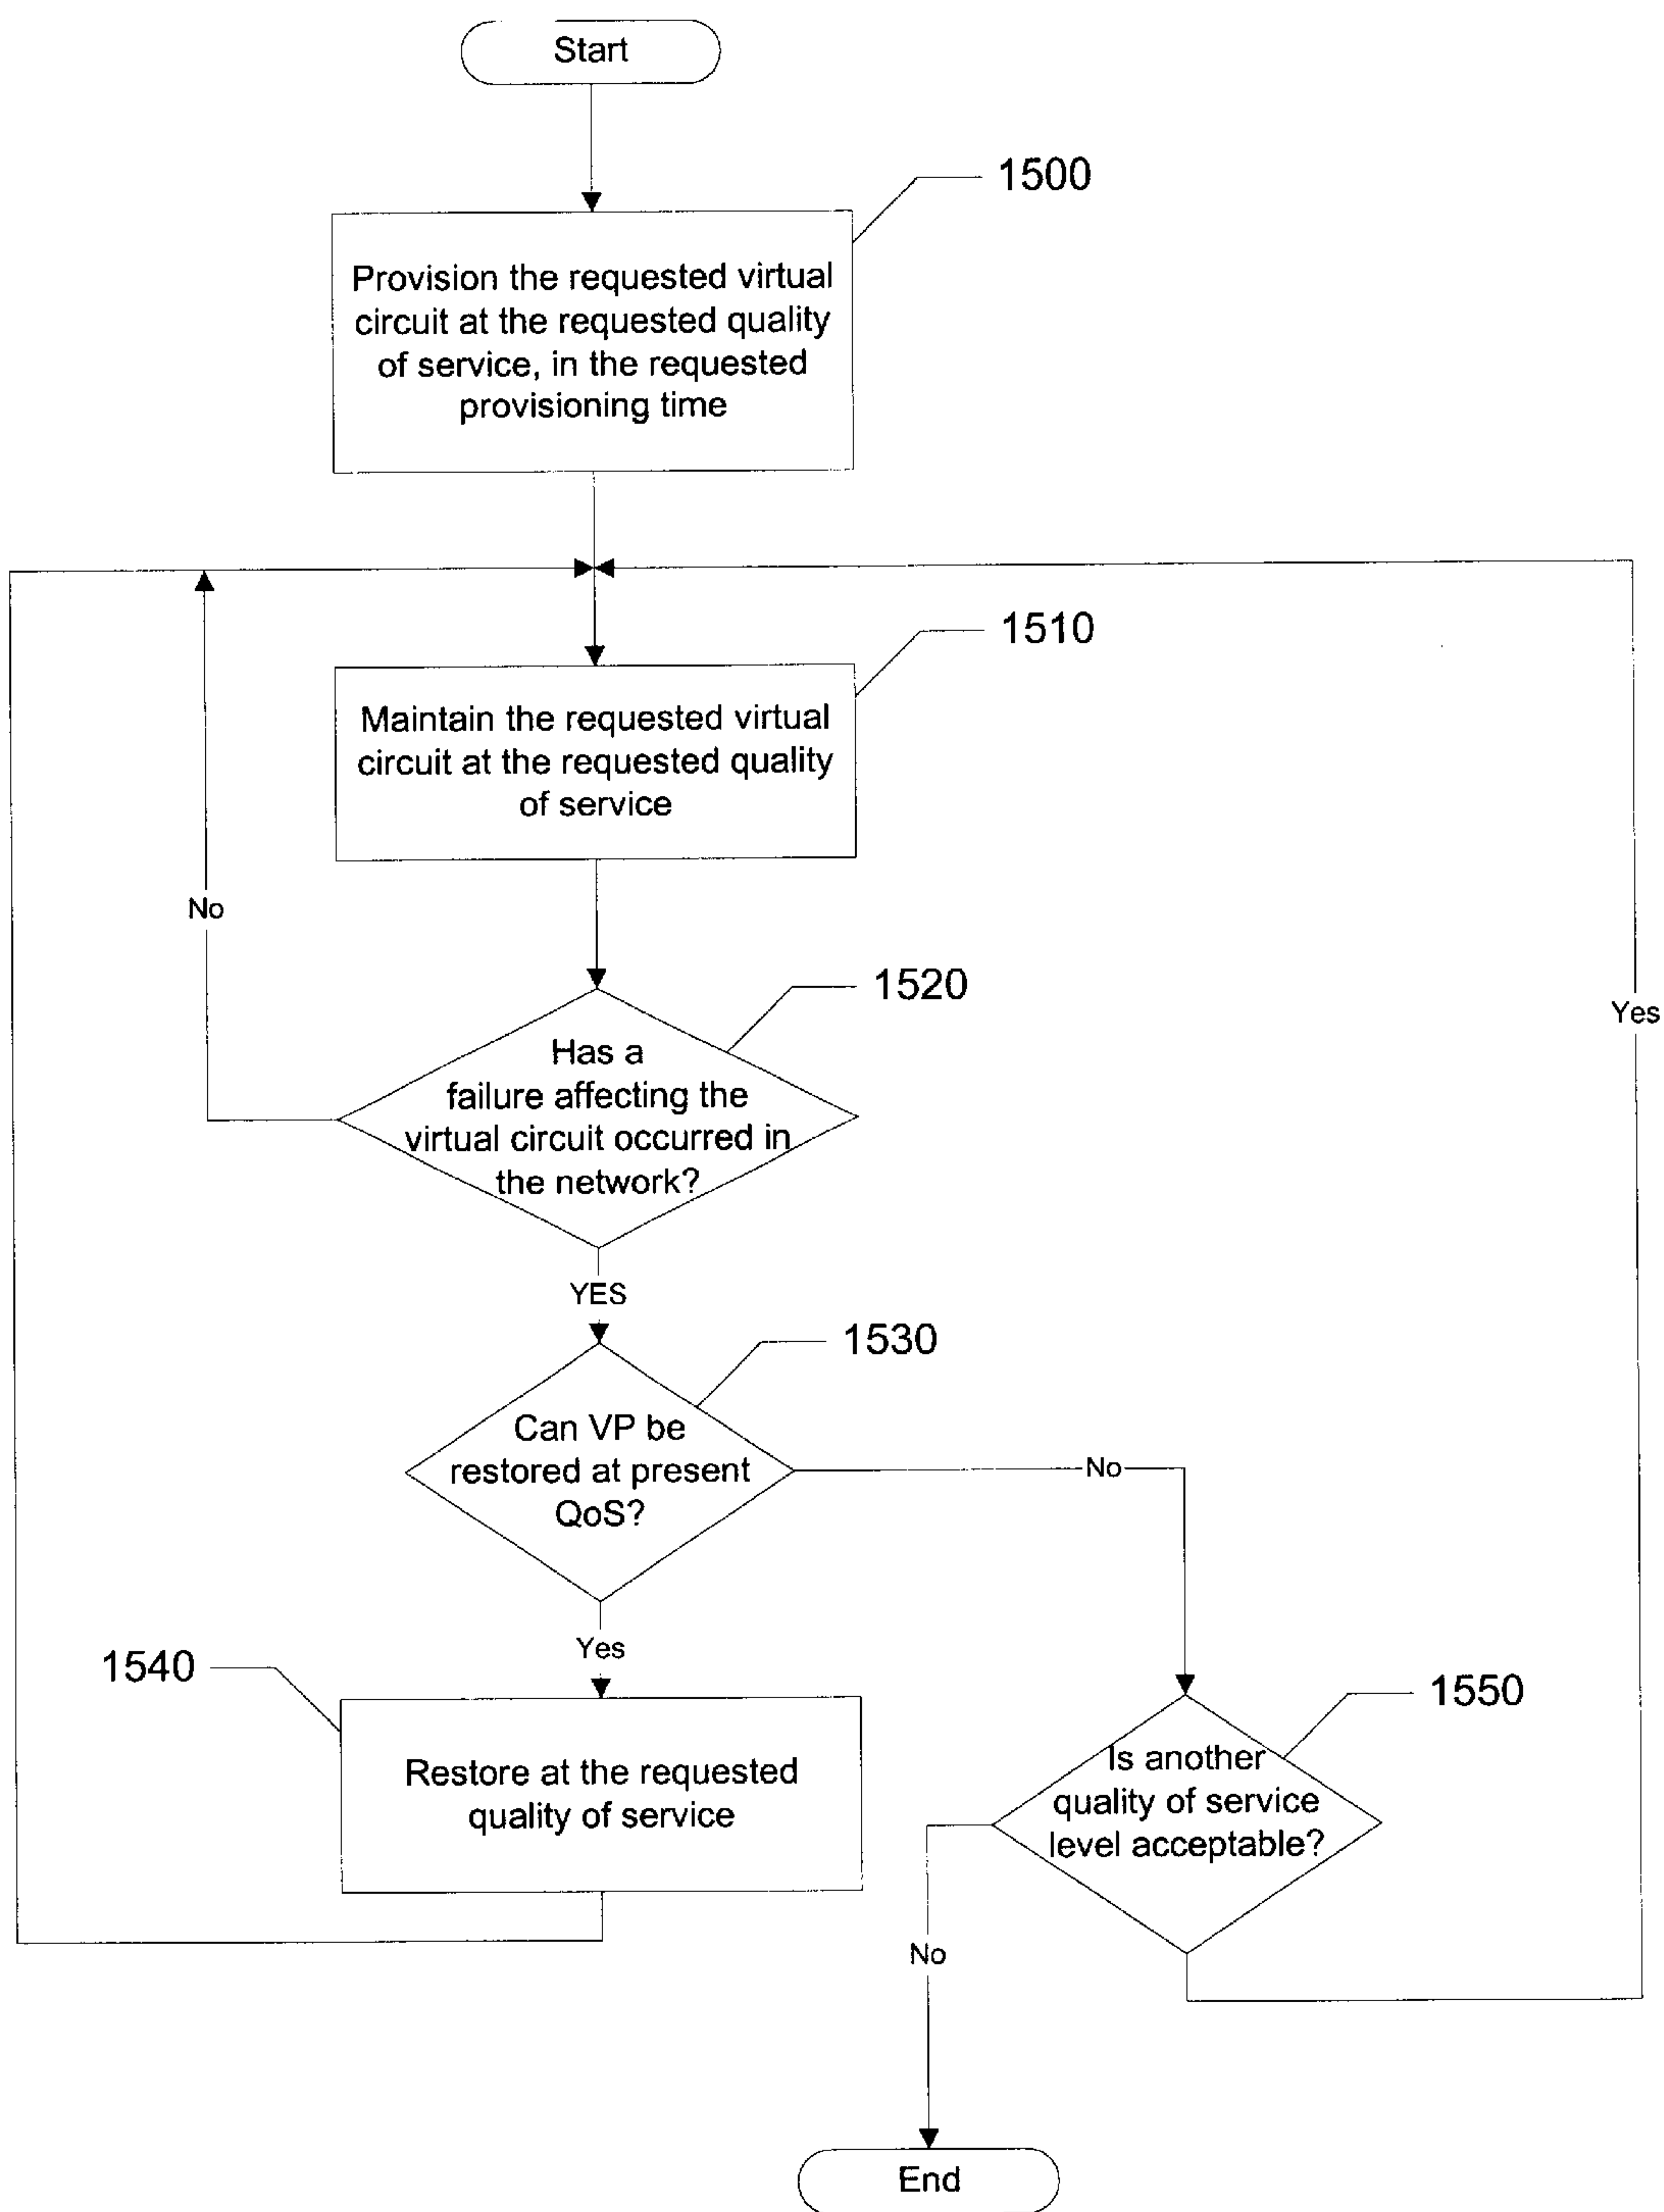 Start
1500
Provision the requested virtual
circuit at the requested quality
of service, in the requested
provisioning time
1510
Maintain the requested virtual
circuit at the requested quality
of service
No
1520
Yes
Has a
failure affecting the
virtual circuit occurred in
the network?
YES
1530
Can VP be
restored at present
QoS?
No
Yes
1540
1550
Restore at the requested
quality of service
Is another
quality of service
level acceptable?
No
End